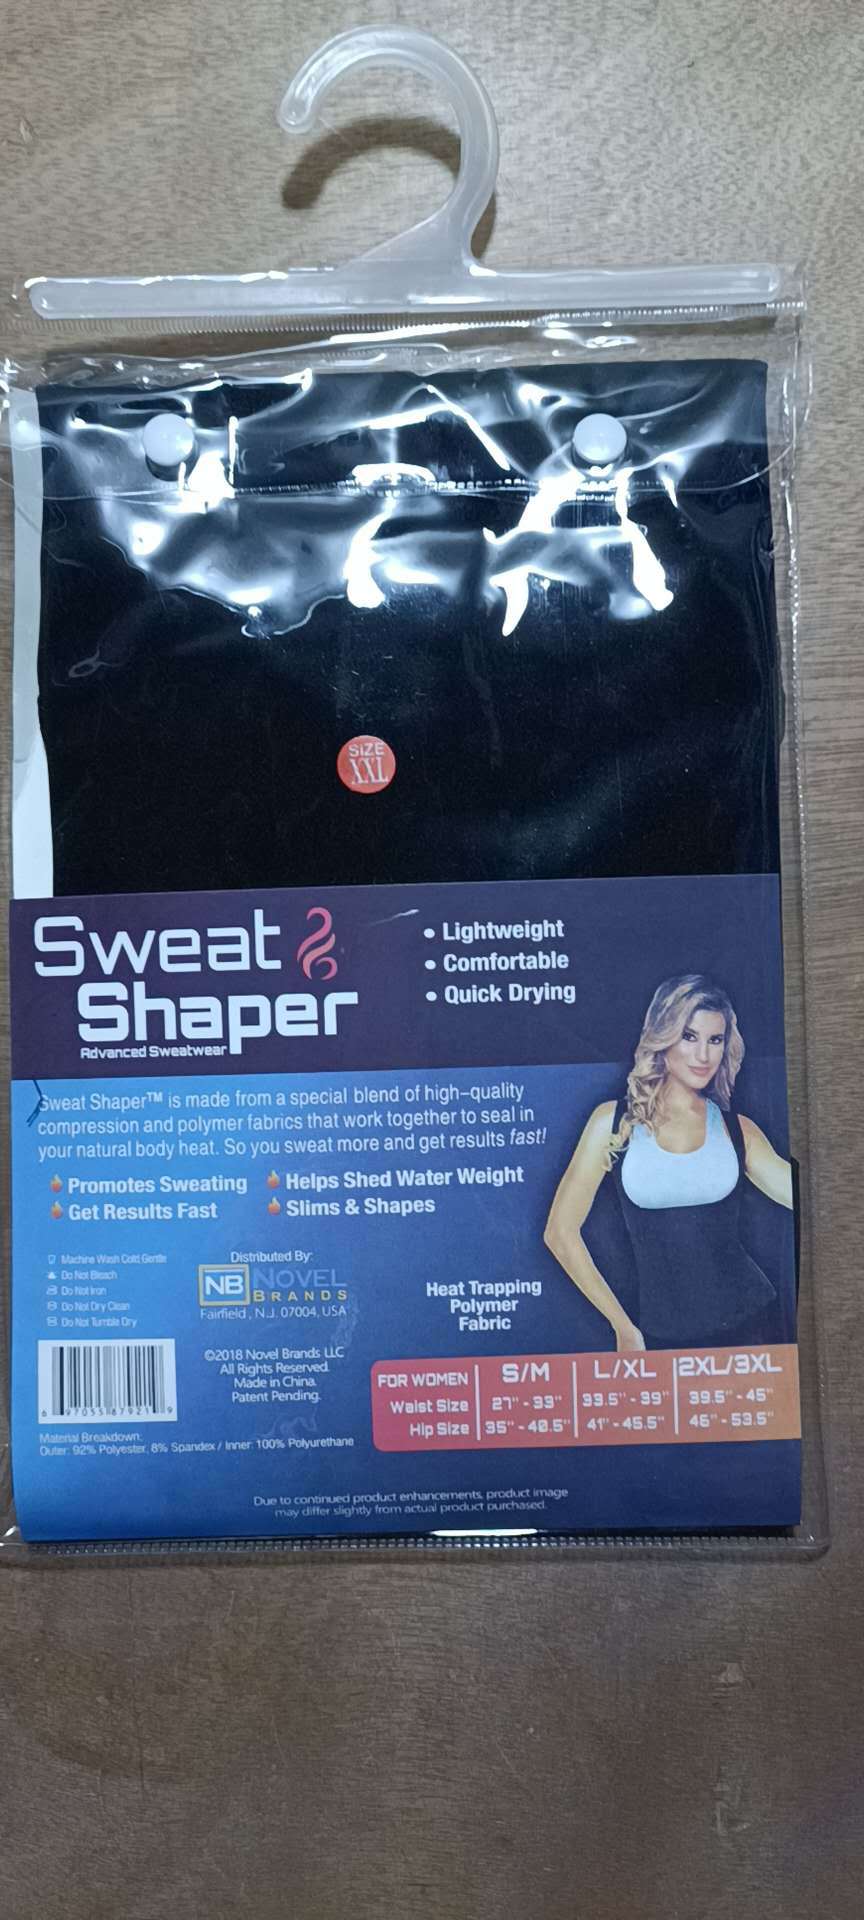 SIZE
XXL
Sweat
Shaper
Advanced Sweatwear
• Lightweight
• Comfortable
• Quick Drying
Sweat Shaper™ is made from a special blend of high-quality
compression and polymer fabrics that work together to seal in
your natural body heat. So you sweat more and get results fast!
Promotes Sweating
Helps Shed Water Weight
Get Results Fast
Slims & Shapes
Machine Wash Cold Gentle
Do Not Bleach
Do Not Iron
Do Not Dry Clean
Do Not Tumble Dry
Distributed By:
NB NOVEL
BRANDS
Fairfield, N.J. 07004, USA
©2018 Novel Brands LLC
All Rights Reserved.
Made in China.
Patent Pending.
Heat Trapping
Polymer
Fabric
FOR WOMEN S/M L/XL 2XL/3XL
Waist Size 27" - 33" 33.5" - 39" 39.5" - 45"
Hip Size 35" - 40.5" 41" - 45.5" 46" - 53.5"
Material Breakdown:
Outer: 92% Polyester, 8% Spandex / Inner: 100% Polyurethane
Due to continued product enhancements, product image
may differ slightly from actual product purchased.